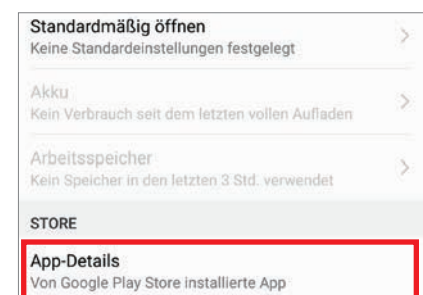 Standardmäßig öffnen
Keine Standardeinstellungen festgelegt
Akku
Kein Verbrauch seit dem letzten vollen Aufladen
Arbeitsspeicher
Kein Speicher in den letzten 3 Std. verwendet
STORE
App-Details
Von Google Play Store installierte App